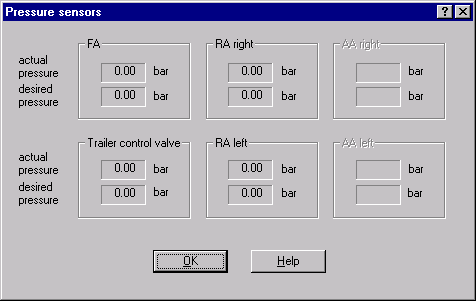 Pressure sensors
FA RA right AA right
actual pressure 0.00 bar 0.00 bar bar
desired pressure 0.00 bar 0.00 bar bar
Trailer control valve RA left AA left
actual pressure 0.00 bar 0.00 bar bar
desired pressure 0.00 bar 0.00 bar bar
OK Help